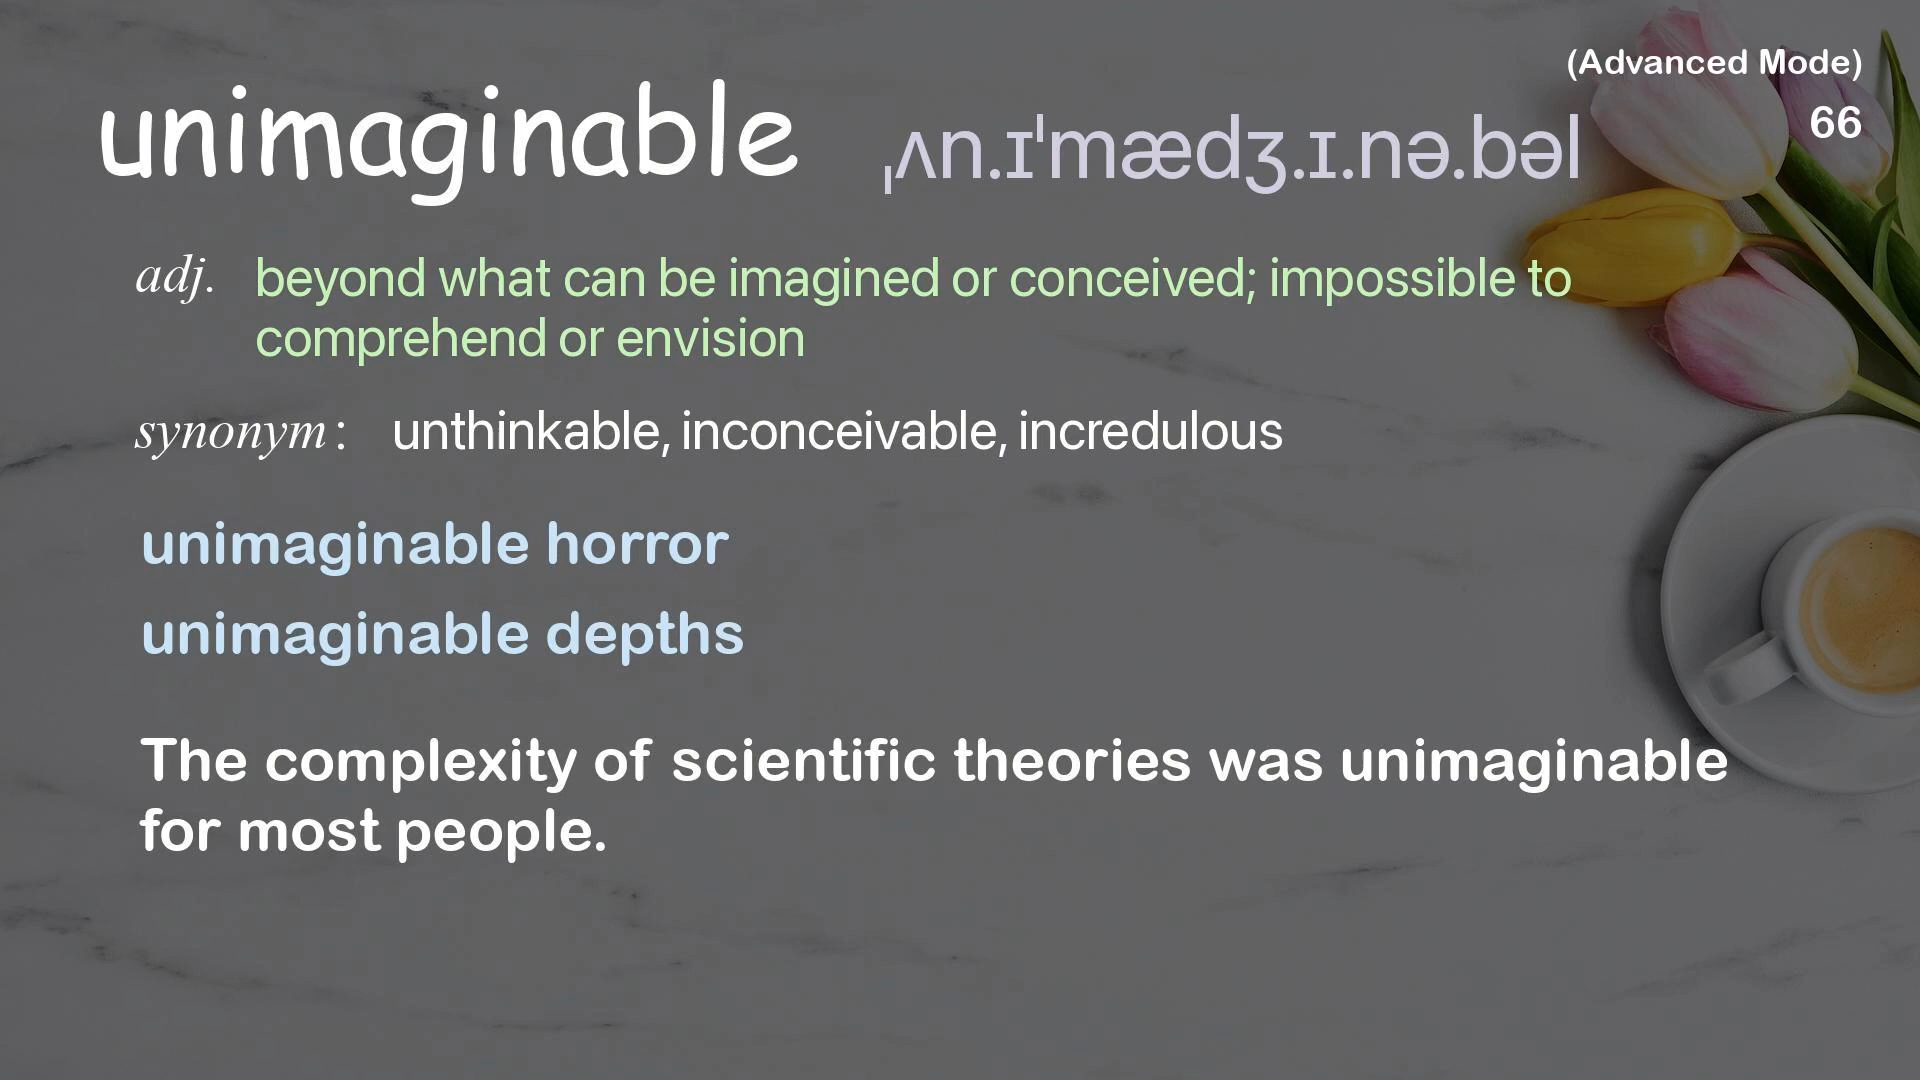 (Advanced Mode)
66
unimaginable ˌʌn.ɪˈmædʒ.ɪ.nə.bəl
adj. beyond what can be imagined or conceived; impossible to
comprehend or envision
synonym: unthinkable, inconceivable, incredulous
unimaginable horror
unimaginable depths
The complexity of scientific theories was unimaginable
for most people.